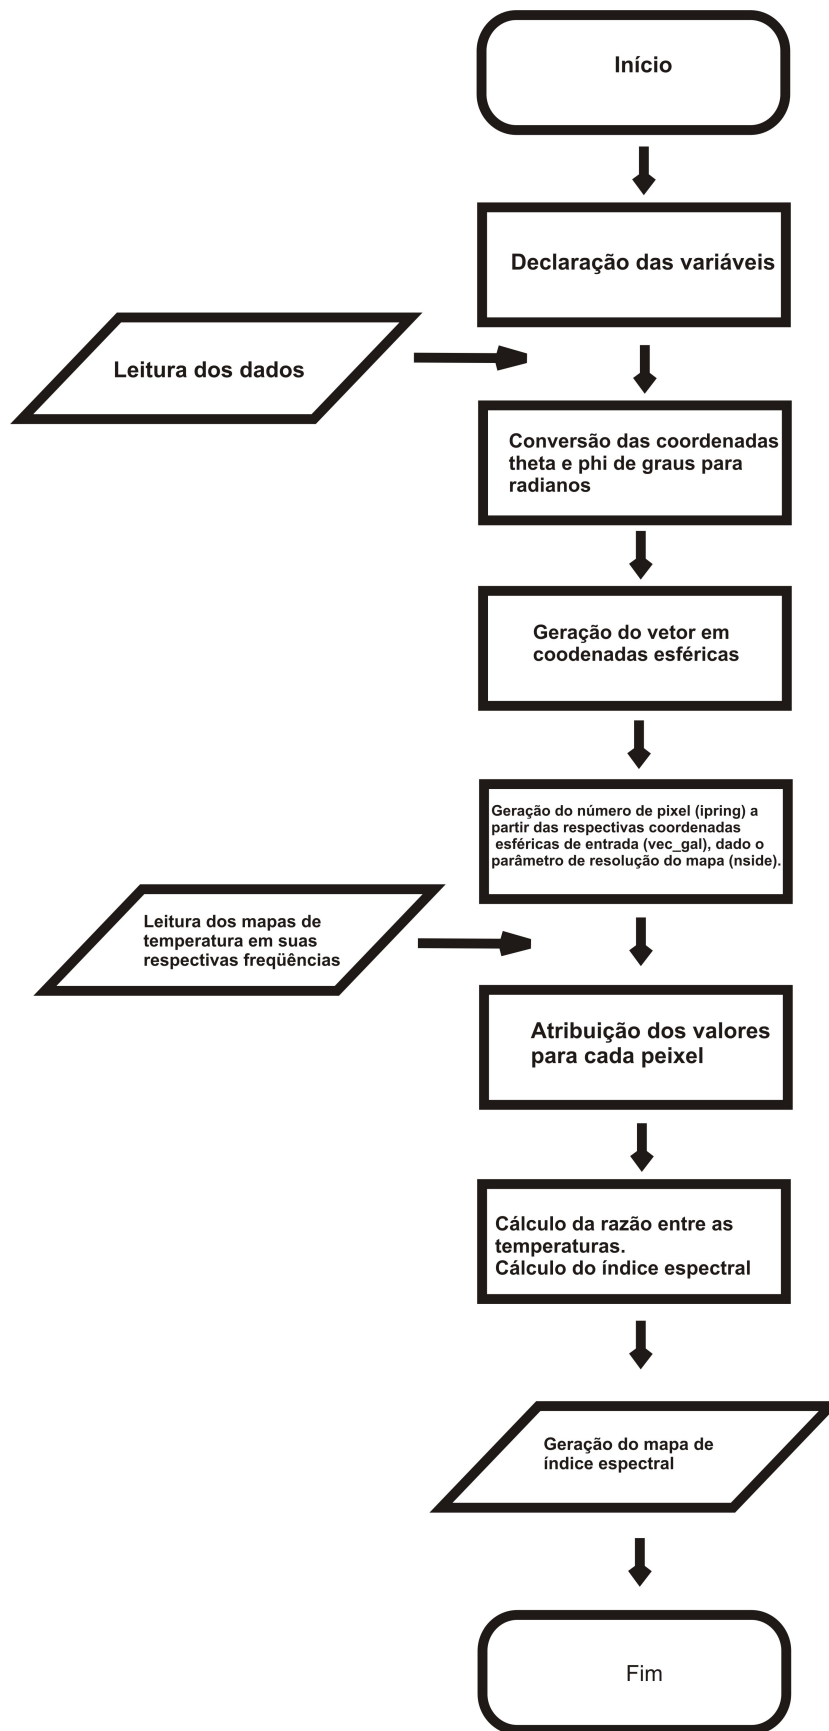 Início
Declaração das variáveis
Leitura dos dados
Conversão das coordenadas
theta e phi de graus para
radianos
Geração do vetor em
coodenadas esféricas
Geração do número de pixel (ipring) a
partir das respectivas coordenadas
esféricas de entrada (vec_gal), dado o
parâmetro de resolução do mapa (nside).
Leitura dos mapas de
temperatura em suas
respectivas freqüências
Atribuição dos valores
para cada peixel
Cálculo da razão entre as
temperaturas.
Cálculo do índice espectral
Geração do mapa de
índice espectral
Fim